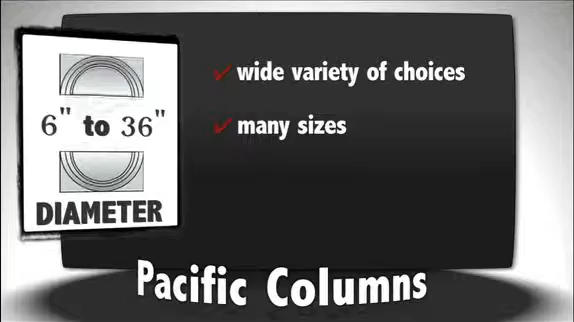 6" to 36"
DIAMETER
✓ wide variety of choices
✓ many sizes
Pacific Columns